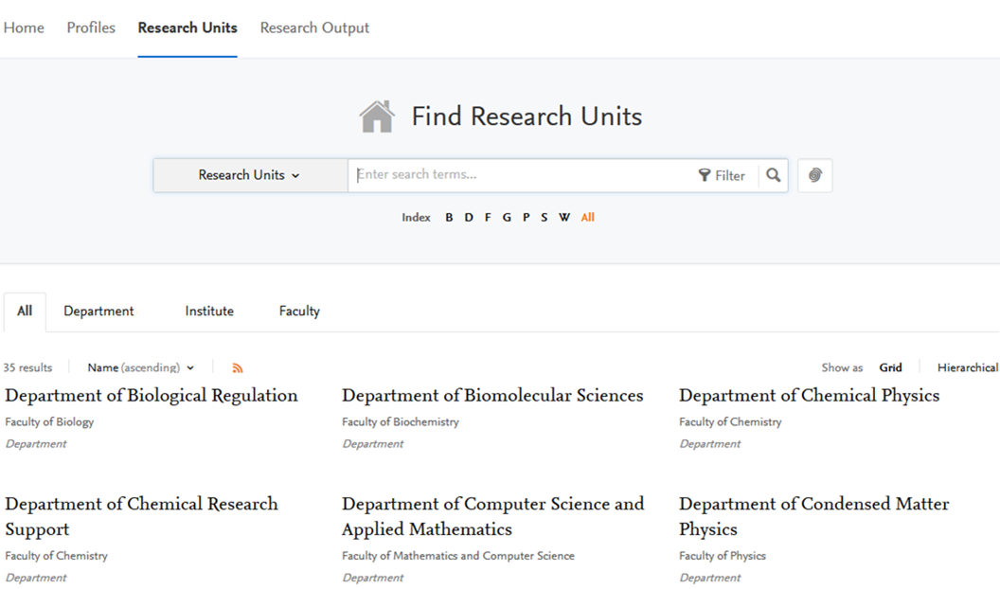 Home Profiles Research Units Research Output
Find Research Units
Research Units Enter search terms... Filter
Index B D F G P S W All
All Department Institute Faculty
35 results Name (ascending) Show as Grid Hierarchical
Department of Biological Regulation
Faculty of Biology
Department
Department of Biomolecular Sciences
Faculty of Biochemistry
Department
Department of Chemical Physics
Faculty of Chemistry
Department
Department of Chemical Research
Support
Faculty of Chemistry
Department
Department of Computer Science and
Applied Mathematics
Faculty of Mathematics and Computer Science
Department
Department of Condensed Matter
Physics
Faculty of Physics
Department